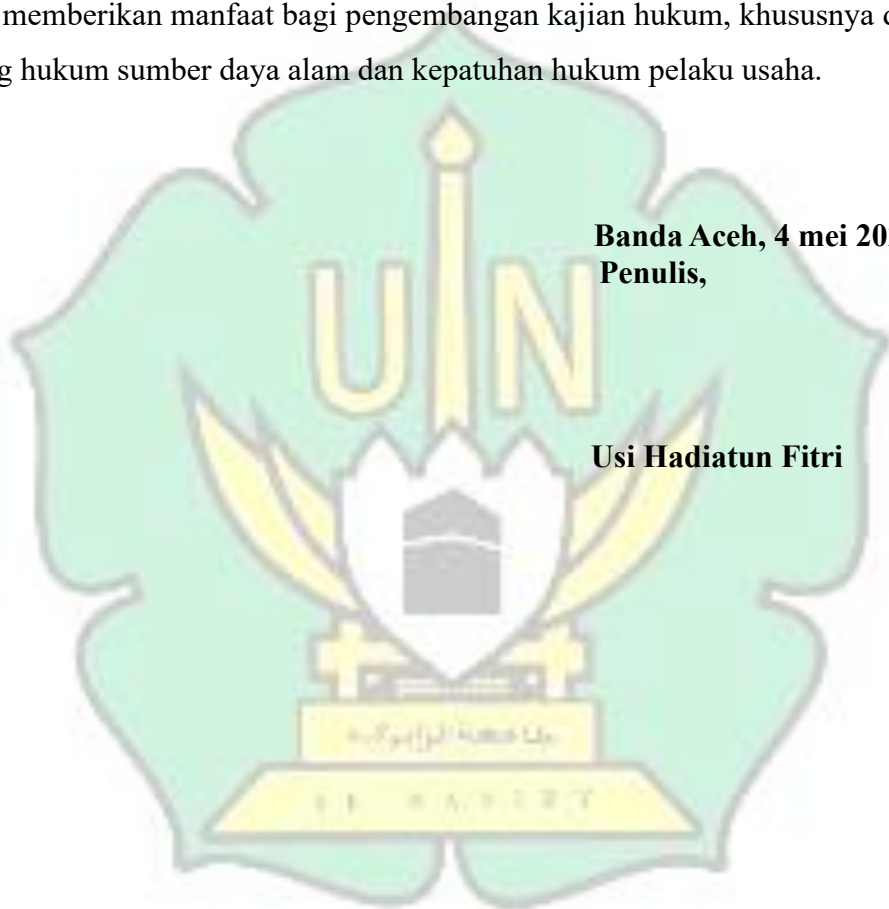 memberikan manfaat bagi pengembangan kajian hukum, khususnya
hukum sumber daya alam dan kepatuhan hukum pelaku usaha.
Banda Aceh, 4 mei
Penulis,
UIN
Usi Hadiatun Fitri